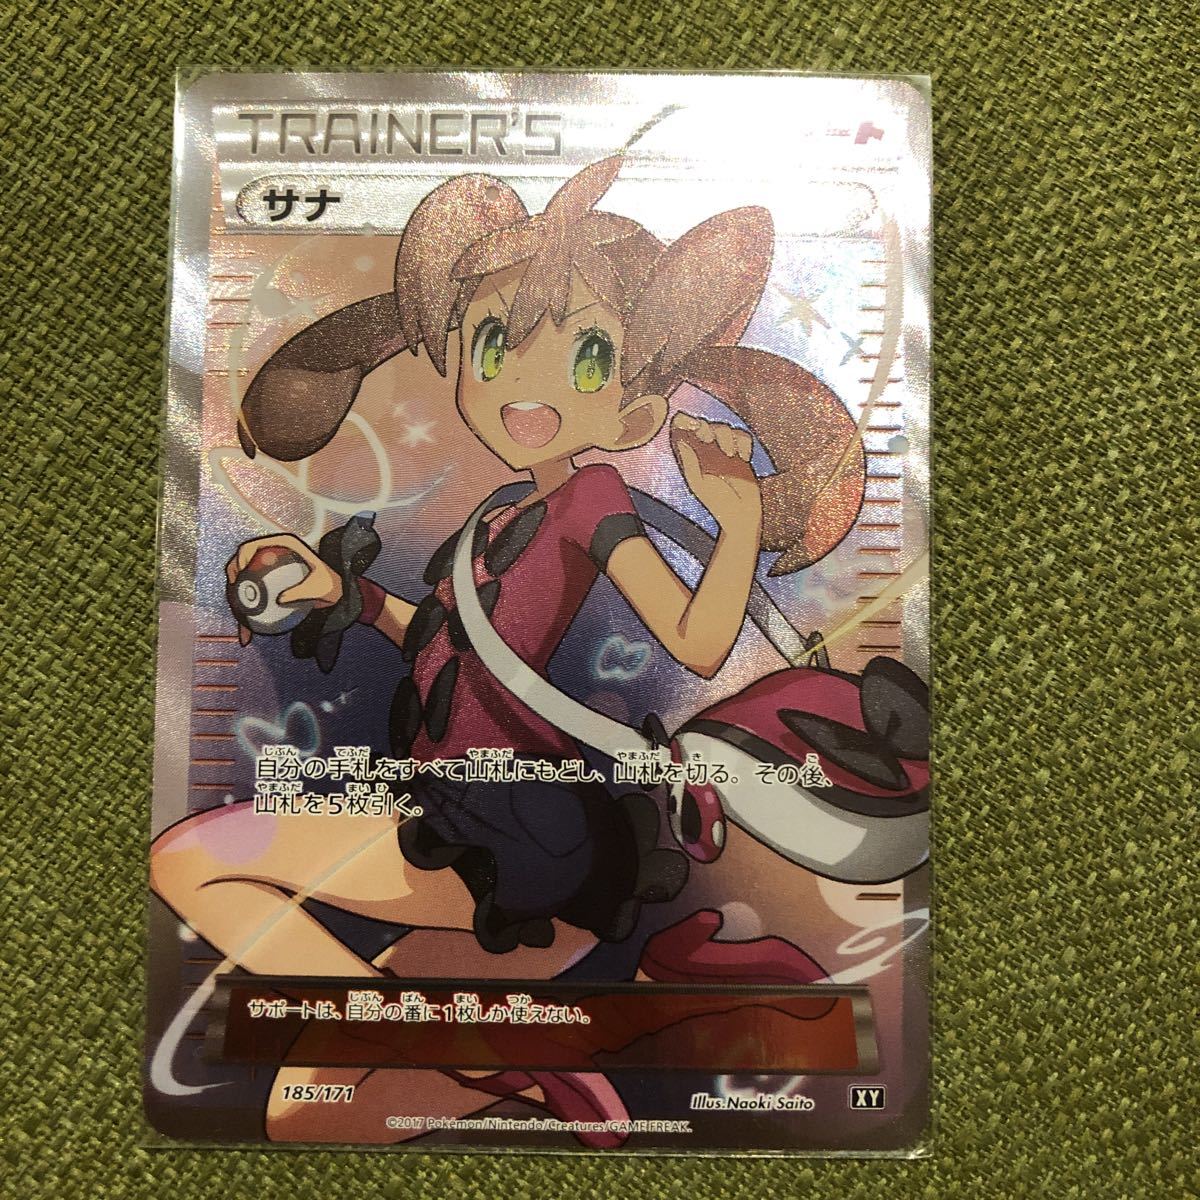 TRAINER'S
サナ
自分の手札をすべて山札にもどし、山札を切る。その後、
山札を5枚引く。
サポートは、自分の番に1枚しか使えない。
185/171
Illus.Naoki Saito
XY
©2017 Pokémon/Nintendo/Creatures/GAME FREAK.